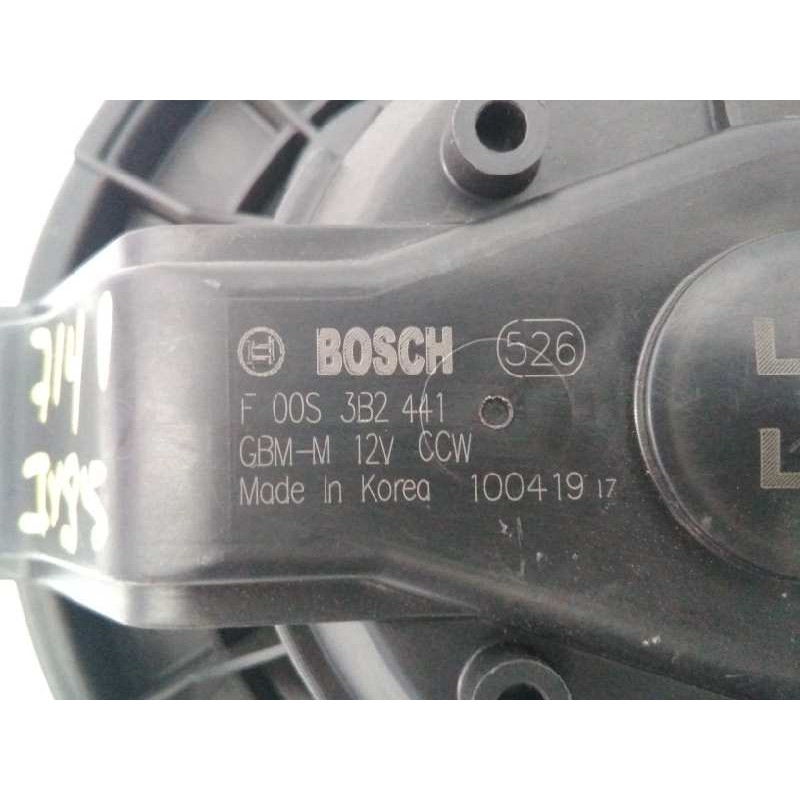 BOSCH 526
F 00S 3B2 441
GBM-M 12V CCW
Made in Korea 100419 17